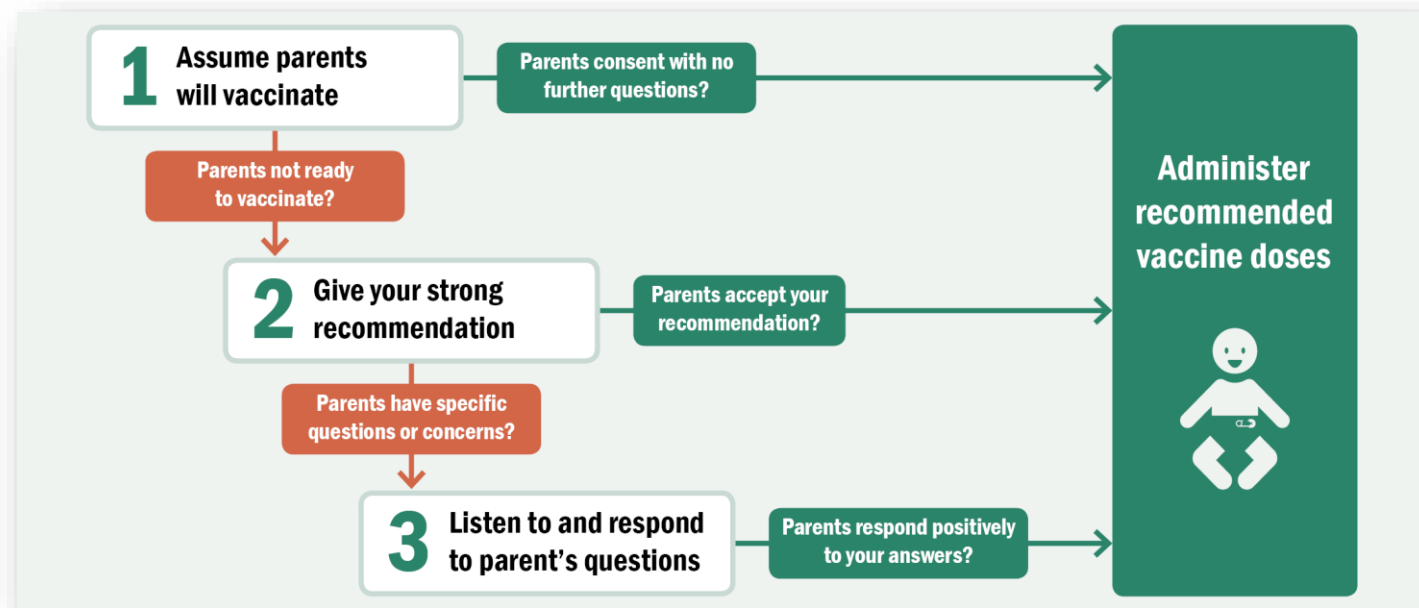 1
Assume parents
will vaccinate
Parents consent with no
further questions?
Parents not ready
to vaccinate?
2
Give your strong
recommendation
Parents accept your
recommendation?
Parents have specific
questions or concerns?
3
Listen to and respond
to parent’s questions
Parents respond positively
to your answers?
Administer
recommended
vaccine doses